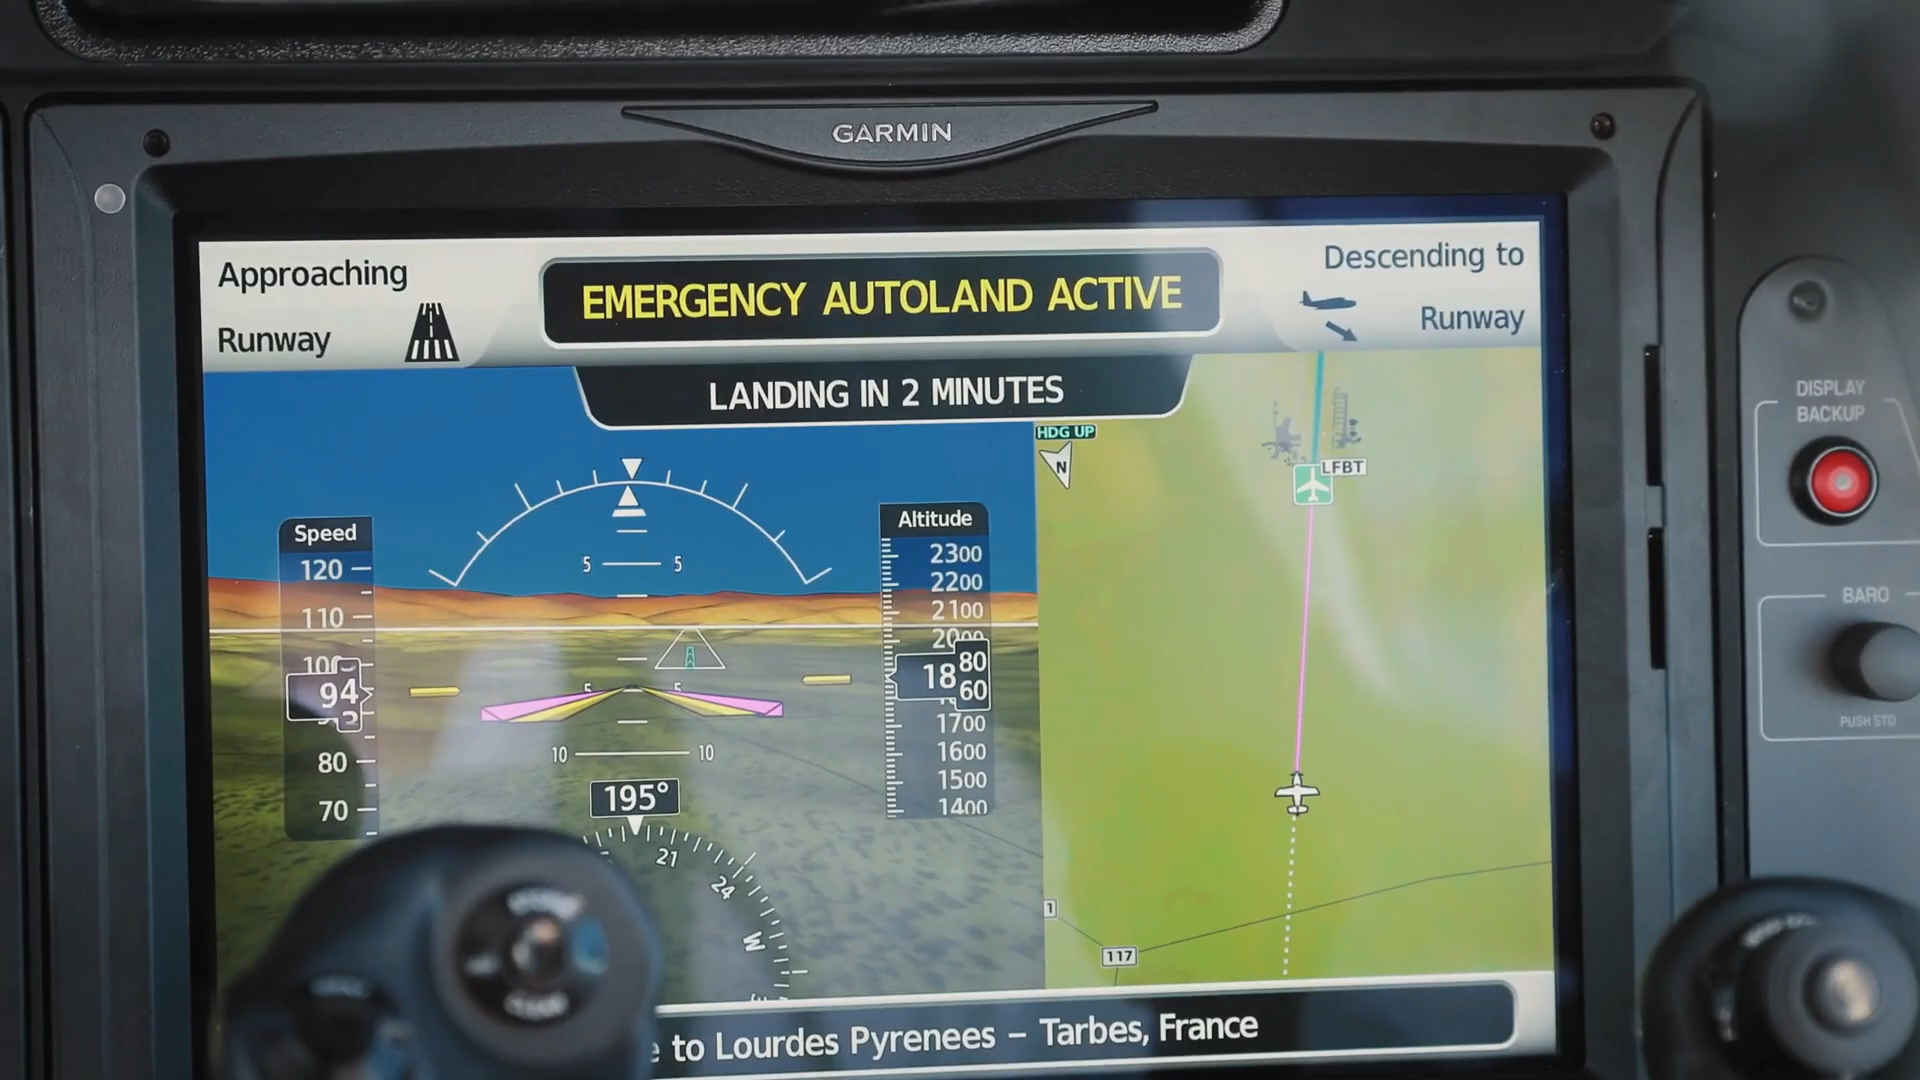 GARMIN
Approaching
Runway
EMERGENCY AUTOLAND ACTIVE
Descending to
Runway
LANDING IN 2 MINUTES
HDG UP
N
LFBT
DISPLAY
BACKUP
Speed
120
110
94
80
70
5 5
5 5
10 10
195°
21
24
W
Altitude
2300
2200
2100
18
80
60
1700
1600
1500
1400
BARO
PUSH STD
1
117
to Lourdes Pyrenees – Tarbes, France